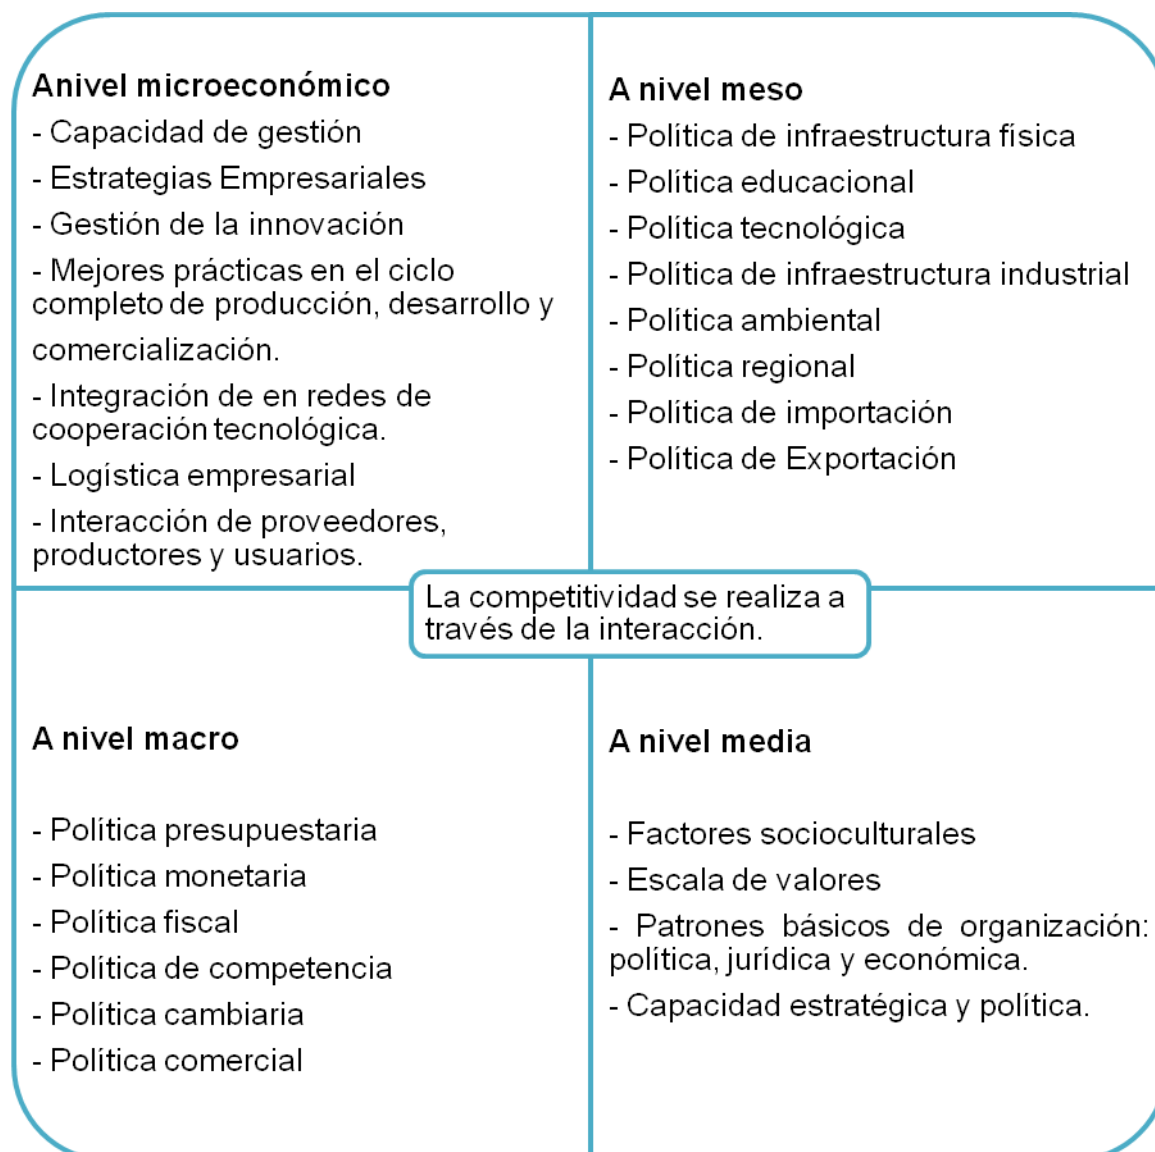 Anivel microeconómico
- Capacidad de gestión
- Estrategias Empresariales
- Gestión de la innovación
- Mejores prácticas en el ciclo
completo de producción, desarrollo y
comercialización.
- Integración de en redes de
cooperación tecnológica.
- Logística empresarial
- Interacción de proveedores,
productores y usuarios.
A nivel meso
- Política de infraestructura física
- Política educacional
- Política tecnológica
- Política de infraestructura industrial
- Política ambiental
- Política regional
- Política de importación
- Política de Exportación
La competitividad se realiza a
través de la interacción.
A nivel macro
- Política presupuestaria
- Política monetaria
- Política fiscal
- Política de competencia
- Política cambiaria
- Política comercial
A nivel media
- Factores socioculturales
- Escala de valores
- Patrones básicos de organización:
política, jurídica y económica.
- Capacidad estratégica y política.